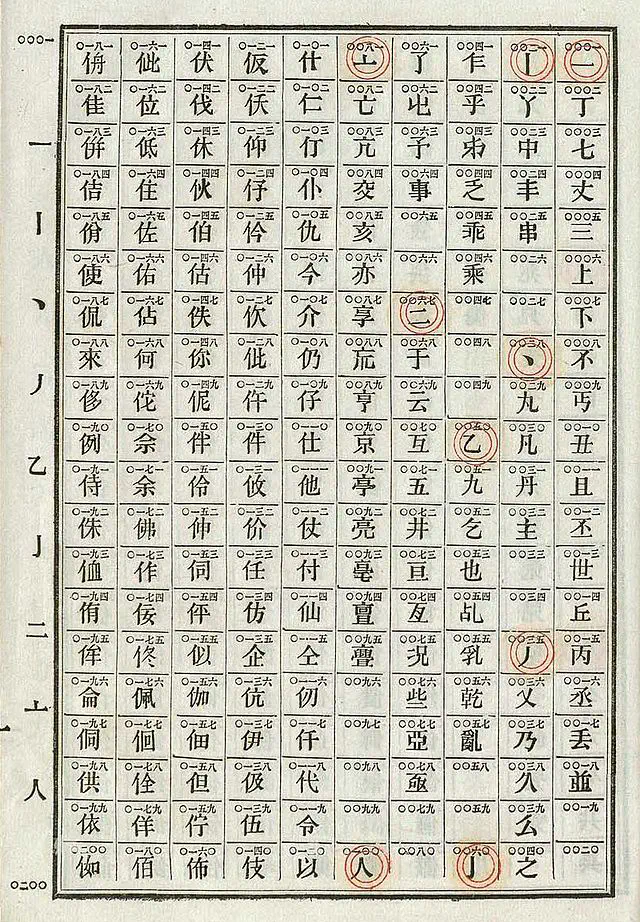 〇〇〇一 一 〇〇〇二 丁 〇〇〇三 七 〇〇〇四 丈 〇〇〇五 三 〇〇〇六 上 〇〇〇七 下 〇〇〇八 不 〇〇〇九 丐 〇〇一〇 丑 〇〇一一 且 〇〇一二 丕 〇〇一三 世 〇〇一四 丘 〇〇一五 丙 〇〇一六 丞 〇〇一七 丢 〇〇一八 並 〇〇一九 〇〇二〇
〇〇二一 丨 〇〇二二 丫 〇〇二三 中 〇〇二四 丰 〇〇二五 串 〇〇二六 〇〇二七 〇〇二八 丶 〇〇二九 丸 〇〇三〇 凡 〇〇三一 丹 〇〇三二 主 〇〇三三 〇〇三四 〇〇三五 丿 〇〇三六 乂 〇〇三七 乃 〇〇三八 久 〇〇三九 么 〇〇四〇 之
〇〇四一 乍 〇〇四二 乎 〇〇四三 〇〇四四 乏 〇〇四五 乖 〇〇四六 乘 〇〇四七 〇〇四八 〇〇四九 〇〇五〇 乙 〇〇五一 九 〇〇五二 乞 〇〇五三 也 〇〇五四 乩 〇〇五五 乳 〇〇五六 乾 〇〇五七 亂 〇〇五八 〇〇五九 〇〇六〇 亅
〇〇六一 了 〇〇六二 〇〇六三 予 〇〇六四 事 〇〇六五 〇〇六六 〇〇六七 二 〇〇六八 于 〇〇六九 云 〇〇七〇 互 〇〇七一 五 〇〇七二 井 〇〇七三 亘 〇〇七四 亙 〇〇七五 况 〇〇七六 些 〇〇七七 亞 〇〇七八 亟 〇〇七九 〇〇八〇
〇〇八一 亠 〇〇八二 亡 〇〇八三 亢 〇〇八四 交 〇〇八五 亥 〇〇八六 亦 〇〇八七 享 〇〇八八 〇〇八九 亨 〇〇九〇 京 〇〇九一 亭 〇〇九二 亮 〇〇九三 亳 〇〇九四 亶 〇〇九五 亹 〇〇九六 〇〇九七 〇〇九八 〇〇九九 〇一〇〇 人
〇一〇一 什 〇一〇二 仁 〇一〇三 仃 〇一〇四 仆 〇一〇五 仇 〇一〇六 今 〇一〇七 介 〇一〇八 仍 〇一〇九 仔 〇一一〇 仕 〇一一一 他 〇一一二 仗 〇一一三 付 〇一一四 仙 〇一一五 仝 〇一一六 仞 〇一一七 仟 〇一一八 代 〇一一九 令 〇一二〇 以
〇一二一 仮 〇一二二 仸 〇一二三 仰 〇一二四 伃 〇一二五 仱 〇一二六 仲 〇一二七 〇一二八 仳 〇一二九 仵 〇一三〇 件 〇一三一 攸 〇一三二 价 〇一三三 任 〇一三四 仿 〇一三五 企 〇一三六 伉 〇一三七 伊 〇一三八 伋 〇一三九 伍 〇一四〇 伎
〇一四一 伏 〇一四二 伐 〇一四三 休 〇一四四 伙 〇一四五 伯 〇一四六 估 〇一四七 佚 〇一四八 你 〇一四九 伲 〇一五〇 伴 〇一五一 伶 〇一五二 伸 〇一五三 伺 〇一五四 伻 〇一五五 似 〇一五六 伽 〇一五七 佃 〇一五八 但 〇一五九 佇 〇一六〇 佈
〇一六一 佌 〇一六二 位 〇一六三 低 〇一六四 住 〇一六五 佐 〇一六六 佑 〇一六七 佔 〇一六八 何 〇一六九 佗 〇一七〇 佘 〇一七一 余 〇一七二 佛 〇一七三 作 〇一七四 佞 〇一七五 佟 〇一七六 佩 〇一七七 佪 〇一七八 佺 〇一七九 佯 〇一八〇 佰
〇一八一 〇一八二 佳 〇一八三 併 〇一八四 佶 〇一八五 佾 〇一八六 使 〇一八七 侃 〇一八八 來 〇一八九 侈 〇一九〇 例 〇一九一 侍 〇一九二 侏 〇一九三 侐 〇一九四 侑 〇一九五 侔 〇一九六 侖 〇一九七 侗 〇一九八 供 〇一九九 依 〇二〇〇
〇〇〇一
一
丨
丶
丿
乙
亅
二
亠
人
〇二〇〇